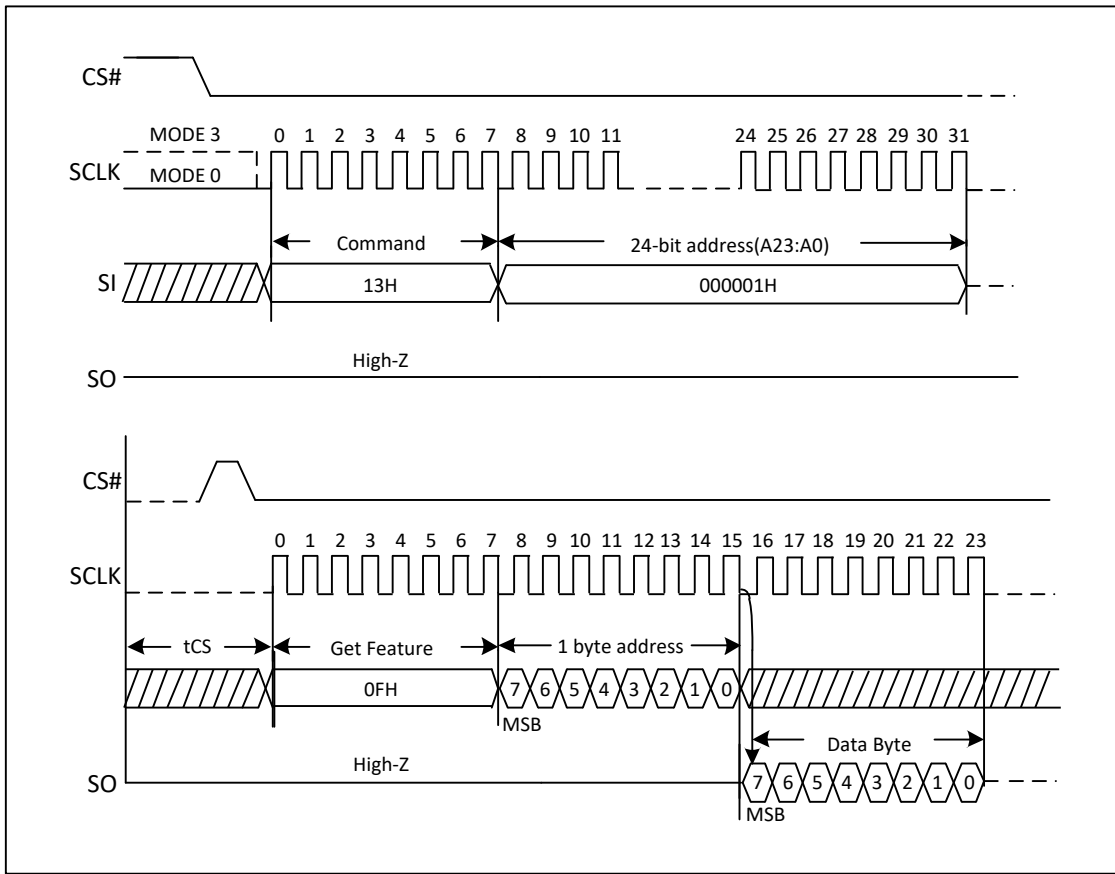 CS#
MODE 3
0 1 2 3 4 5 6 7 8 9 10 11 24 25 26 27 28 29 30 31
SCLK
MODE 0
Command 24-bit address(A23:A0)
SI 13H 000001H
High-Z
SO
CS#
0 1 2 3 4 5 6 7 8 9 10 11 12 13 14 15 16 17 18 19 20 21 22 23
SCLK
tCS Get Feature 1 byte address
0FH 7 6 5 4 3 2 1 0
MSB
Data Byte
High-Z
SO 7 6 5 4 3 2 1 0
MSB